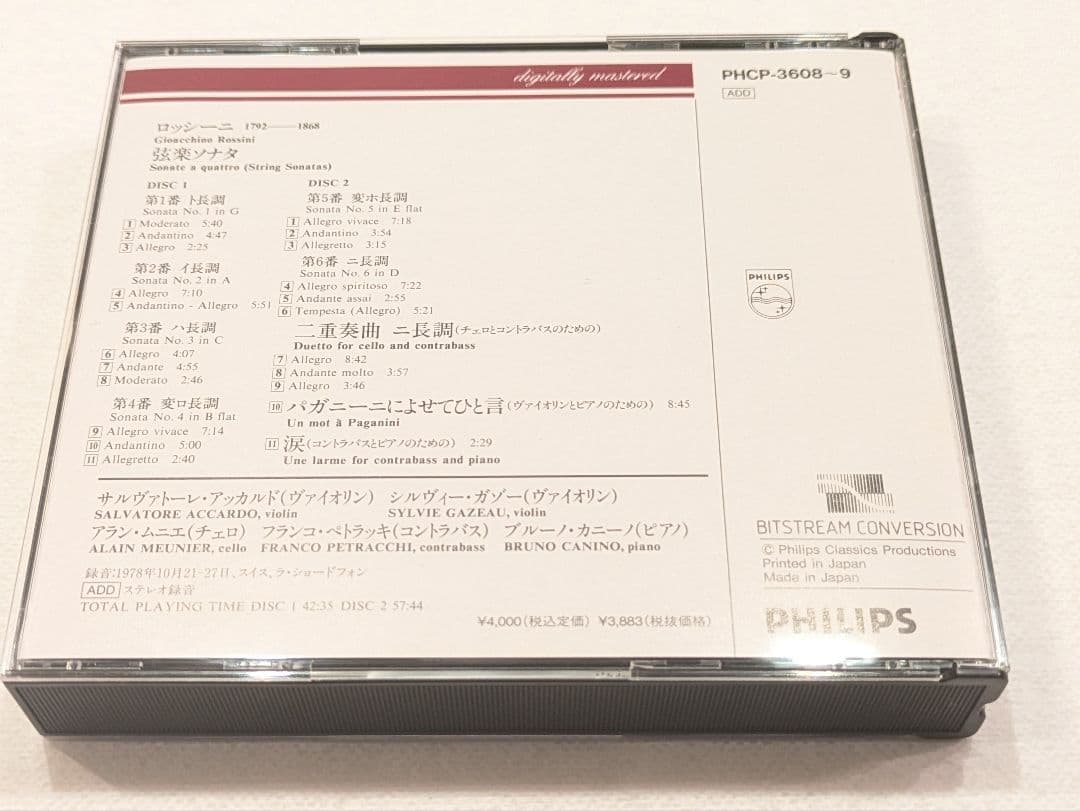 digitally mastered
PHCP-3608~9
ADD
ロッシーニ 1792——1868
Gioacchino Rossini
弦楽ソナタ
Sonate a quattro (String Sonatas)
DISC 1
第1番 ト長調
Sonata No. 1 in G
1 Moderato 5:40
2 Andantino 4:47
3 Allegro 2:25
第2番 イ長調
Sonata No. 2 in A
4 Allegro 7:10
5 Andantino - Allegro 5:51
第3番 ハ長調
Sonata No. 3 in C
6 Allegro 4:07
7 Andante 4:55
8 Moderato 2:46
第4番 変ロ長調
Sonata No. 4 in B flat
9 Allegro vivace 7:14
10 Andantino 5:00
11 Allegretto 2:40
DISC 2
第5番 変ホ長調
Sonata No. 5 in E flat
1 Allegro vivace 7:18
2 Andantino 3:54
3 Allegretto 3:15
第6番 ニ長調
Sonata No. 6 in D
4 Allegro spiritoso 7:22
5 Andante assai 2:55
6 Tempesta (Allegro) 5:21
二重奏曲 ニ長調(チェロとコントラバスのための)
Duetto for cello and contrabass
7 Allegro 8:42
8 Andante molto 3:57
9 Allegro 3:46
10 パガニーニによせてひと言(ヴァイオリンとピアノのための) 8:45
Un mot à Paganini
11 涙(コントラバスとピアノのための) 2:29
Une larme for contrabass and piano
サルヴァトーレ・アッカルド(ヴァイオリン) シルヴィー・ガゾー(ヴァイオリン)
SALVATORE ACCARDO, violin SYLVIE GAZEAU, violin
アラン・ムニエ(チェロ) フランコ・ペトラッキ(コントラバス) ブルーノ・カニーノ(ピアノ)
ALAIN MEUNIER, cello FRANCO PETRACCHI, contrabass BRUNO CANINO, piano
録音:1978年10月21-27日、スイス、ラ・ショードフォン
ADD ステレオ録音
TOTAL PLAYING TIME DISC 1 42:35 DISC 2 57:44
¥4,000(税込定価) ¥3,883(税抜価格)
PHILIPS
BITSTREAM CONVERSION
© Philips Classics Productions
Printed in Japan
Made in Japan
PHILIPS